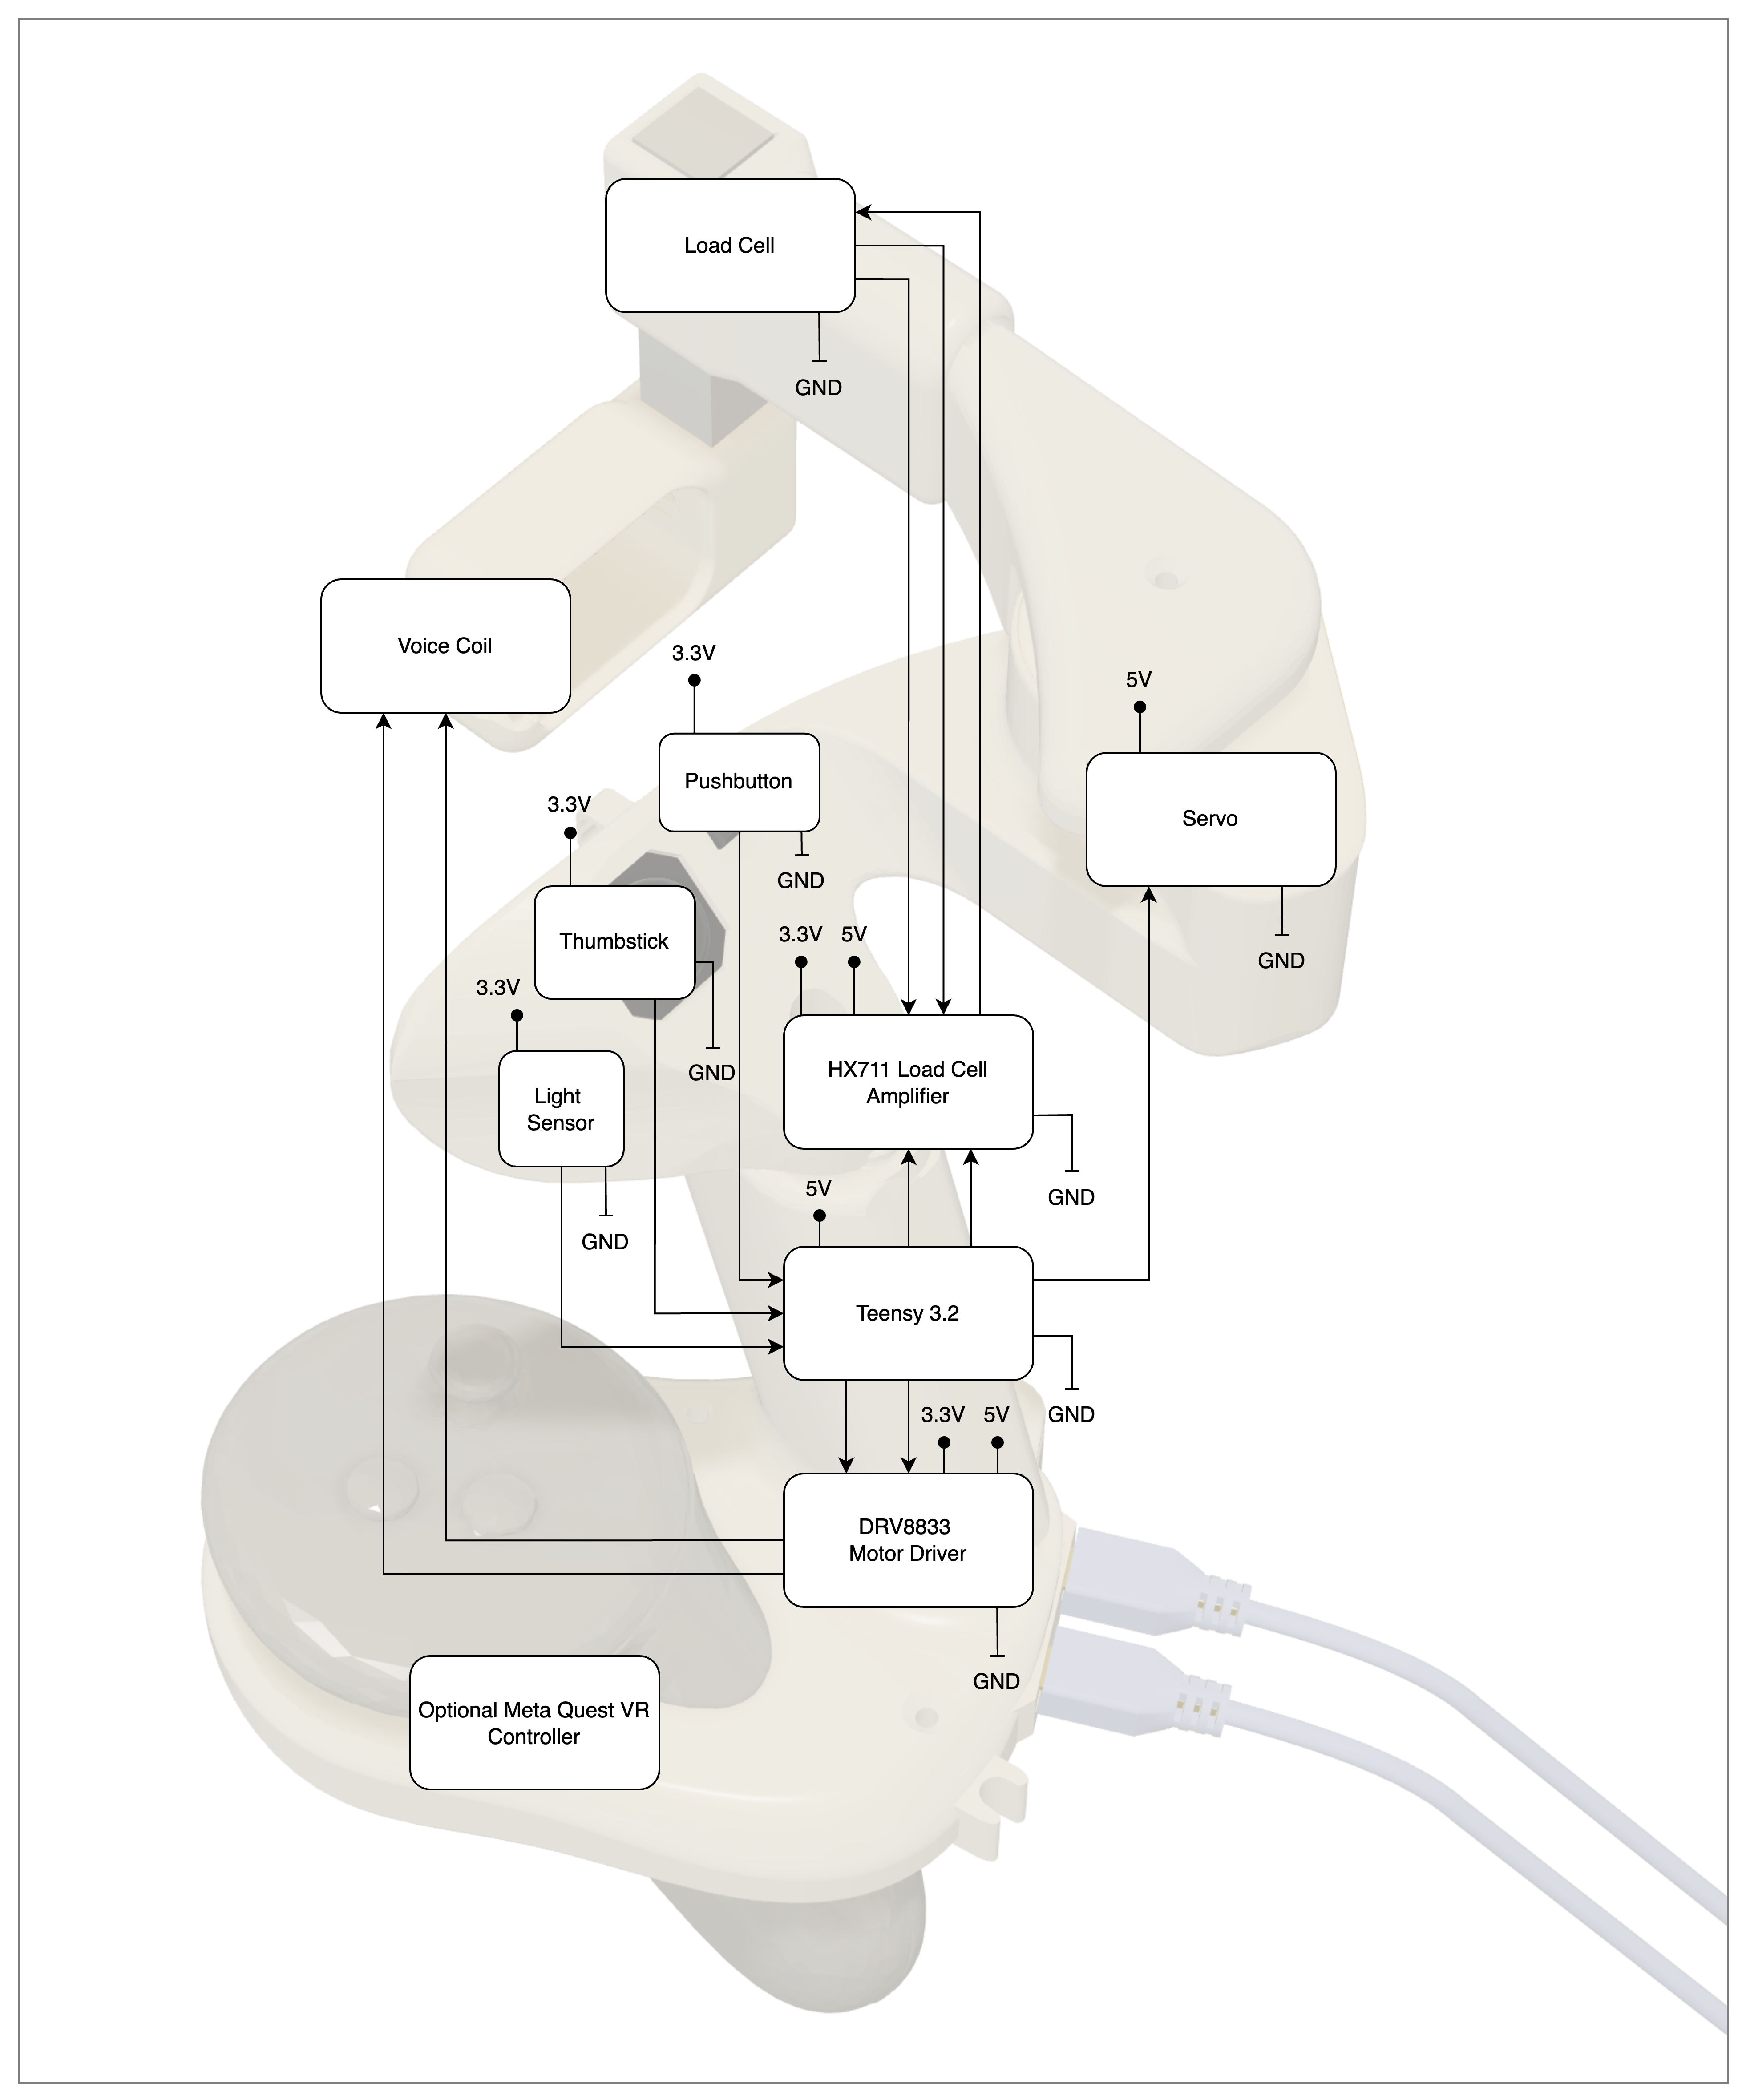 Load Cell
GND
Voice Coil
3.3V
Pushbutton
GND
5V
Servo
GND
3.3V
Thumbstick
GND
3.3V
Light
Sensor
GND
3.3V
5V
HX711 Load Cell
Amplifier
GND
5V
Teensy 3.2
GND
3.3V
5V
DRV8833
Motor Driver
GND
Optional Meta Quest VR
Controller